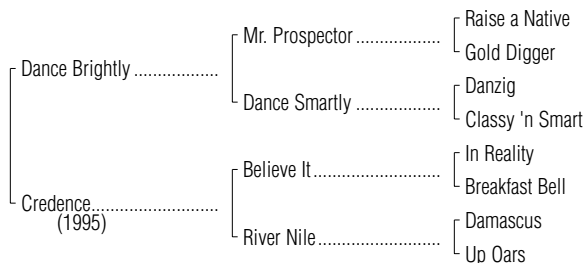 Raise a Native
Mr. Prospector ..................
Gold Digger
Dance Brightly ..................
Danzig
Dance Smartly ..................
Classy 'n Smart
In Reality
Believe It ...........................
Breakfast Bell
Credence...........................
(1995)
Damascus
River Nile ..........................
Up Oars